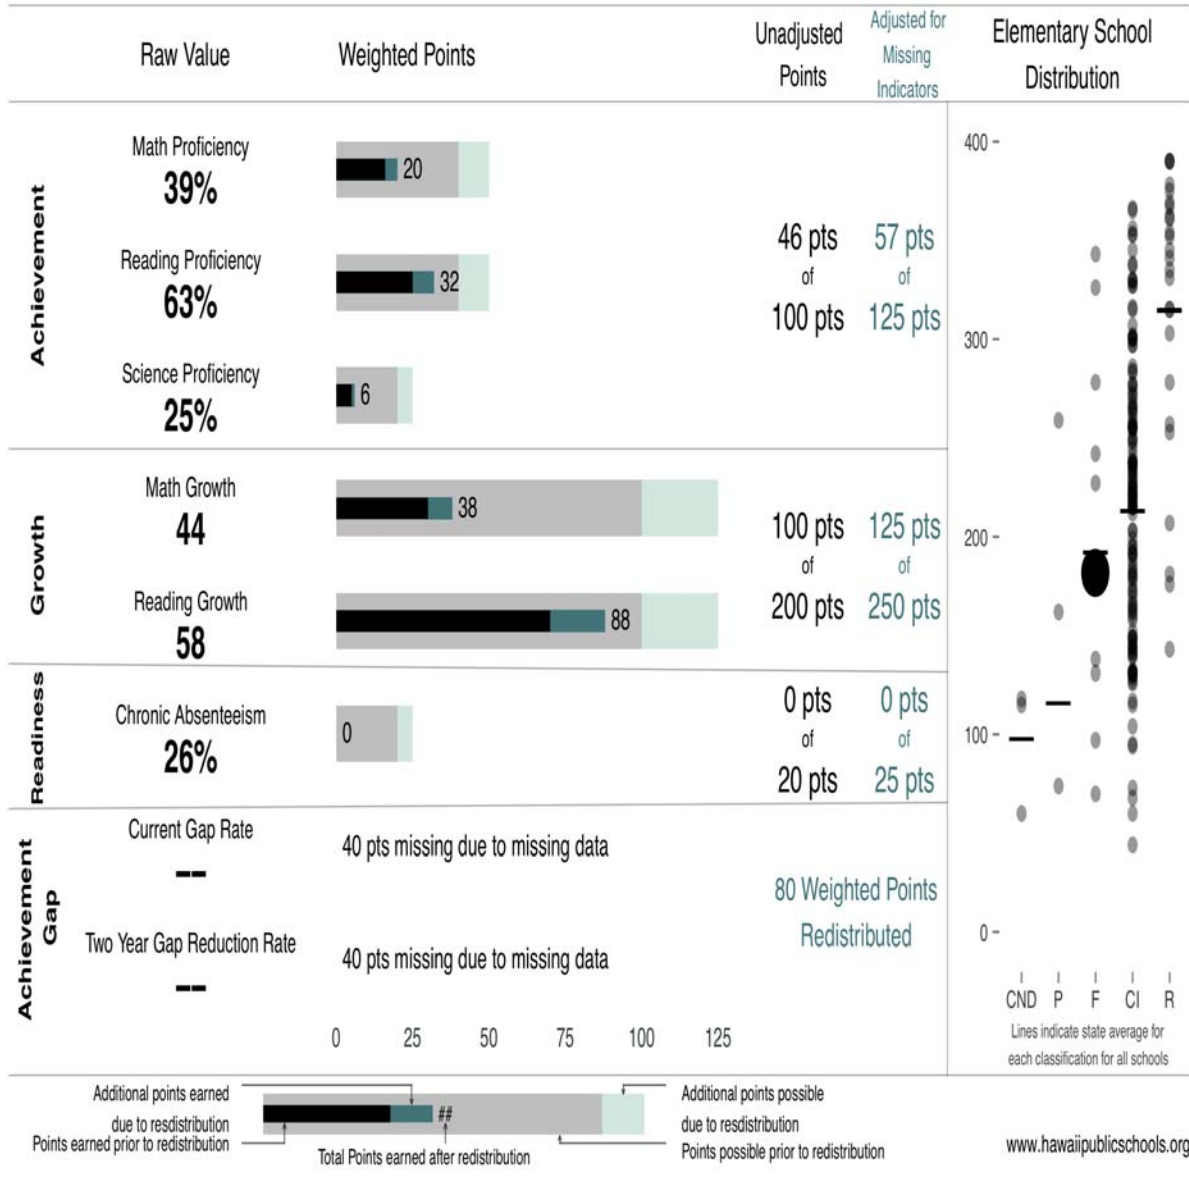 Raw Value
Weighted Points
Unadjusted
Points
Adjusted for
Missing
Indicators
Elementary School
Distribution
Achievement
Math Proficiency
39%
20
Reading Proficiency
63%
32
Science Proficiency
25%
6
46 pts
of
100 pts
57 pts
of
125 pts
Growth
Math Growth
44
38
Reading Growth
58
88
100 pts
of
200 pts
125 pts
of
250 pts
Readiness
Chronic Absenteeism
26%
0
0 pts
of
20 pts
0 pts
of
25 pts
Achievement
Gap
Current Gap Rate
--
40 pts missing due to missing data
Two Year Gap Reduction Rate
--
40 pts missing due to missing data
80 Weighted Points
Redistributed
0 25 50 75 100 125
400
300
200
100
0
CND P F CI R
Lines indicate state average for
each classification for all schools
Additional points earned
due to resdistribution
Points earned prior to redistribution
##
Total Points earned after redistribution
Additional points possible
due to resdistribution
Points possible prior to redistribution
www.hawaiipublicschools.org